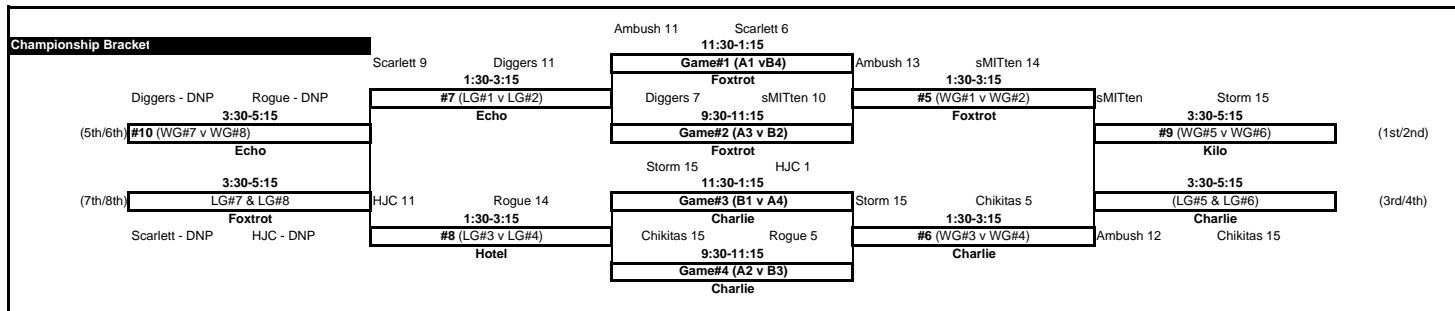 Ambush 11 Scarlett 6
Championship Bracket 11:30-1:15
Scarlett 9 Diggers 11 Game#1 (A1 vB4) Ambush 13 sMITten 14
1:30-3:15 Foxtrot 1:30-3:15
Diggers - DNP Rogue - DNP #7 (LG#1 v LG#2) Diggers 7 sMITten 10 #5 (WG#1 v WG#2) sMITten Storm 15
3:30-5:15 Echo 9:30-11:15 Foxtrot 3:30-5:15
(5th/6th) #10 (WG#7 v WG#8) Game#2 (A3 v B2) #9 (WG#5 v WG#6) (1st/2nd)
Echo Foxtrot Kilo
Storm 15 HJC 1
3:30-5:15 11:30-1:15 3:30-5:15
(7th/8th) LG#7 & LG#8 HJC 11 Rogue 14 Game#3 (B1 v A4) Storm 15 Chikitas 5 (LG#5 & LG#6) (3rd/4th)
Foxtrot 1:30-3:15 Charlie 1:30-3:15 Charlie
Scarlett - DNP HJC - DNP #8 (LG#3 v LG#4) Chikitas 15 Rogue 5 #6 (WG#3 v WG#4) Ambush 12 Chikitas 15
Hotel 9:30-11:15 Charlie
Game#4 (A2 v B3)
Charlie